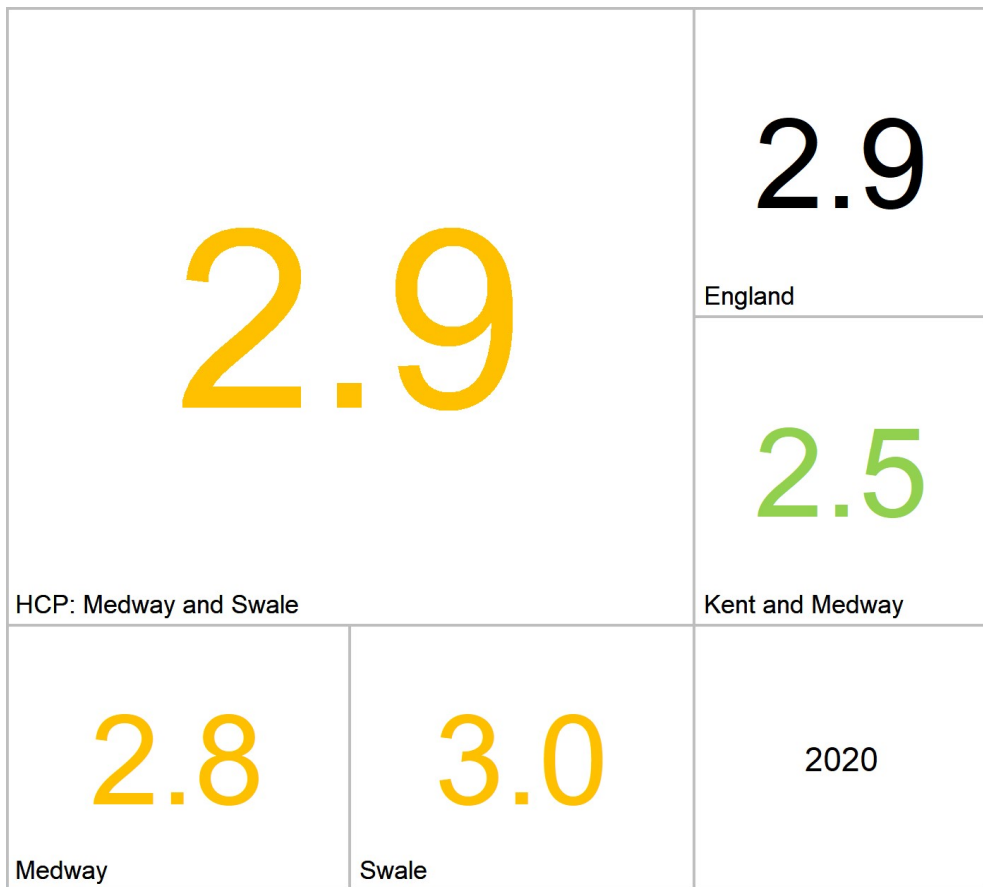 2.9
HCP: Medway and Swale
2.9
England
2.5
Kent and Medway
2.8
Medway
3.0
Swale
2020